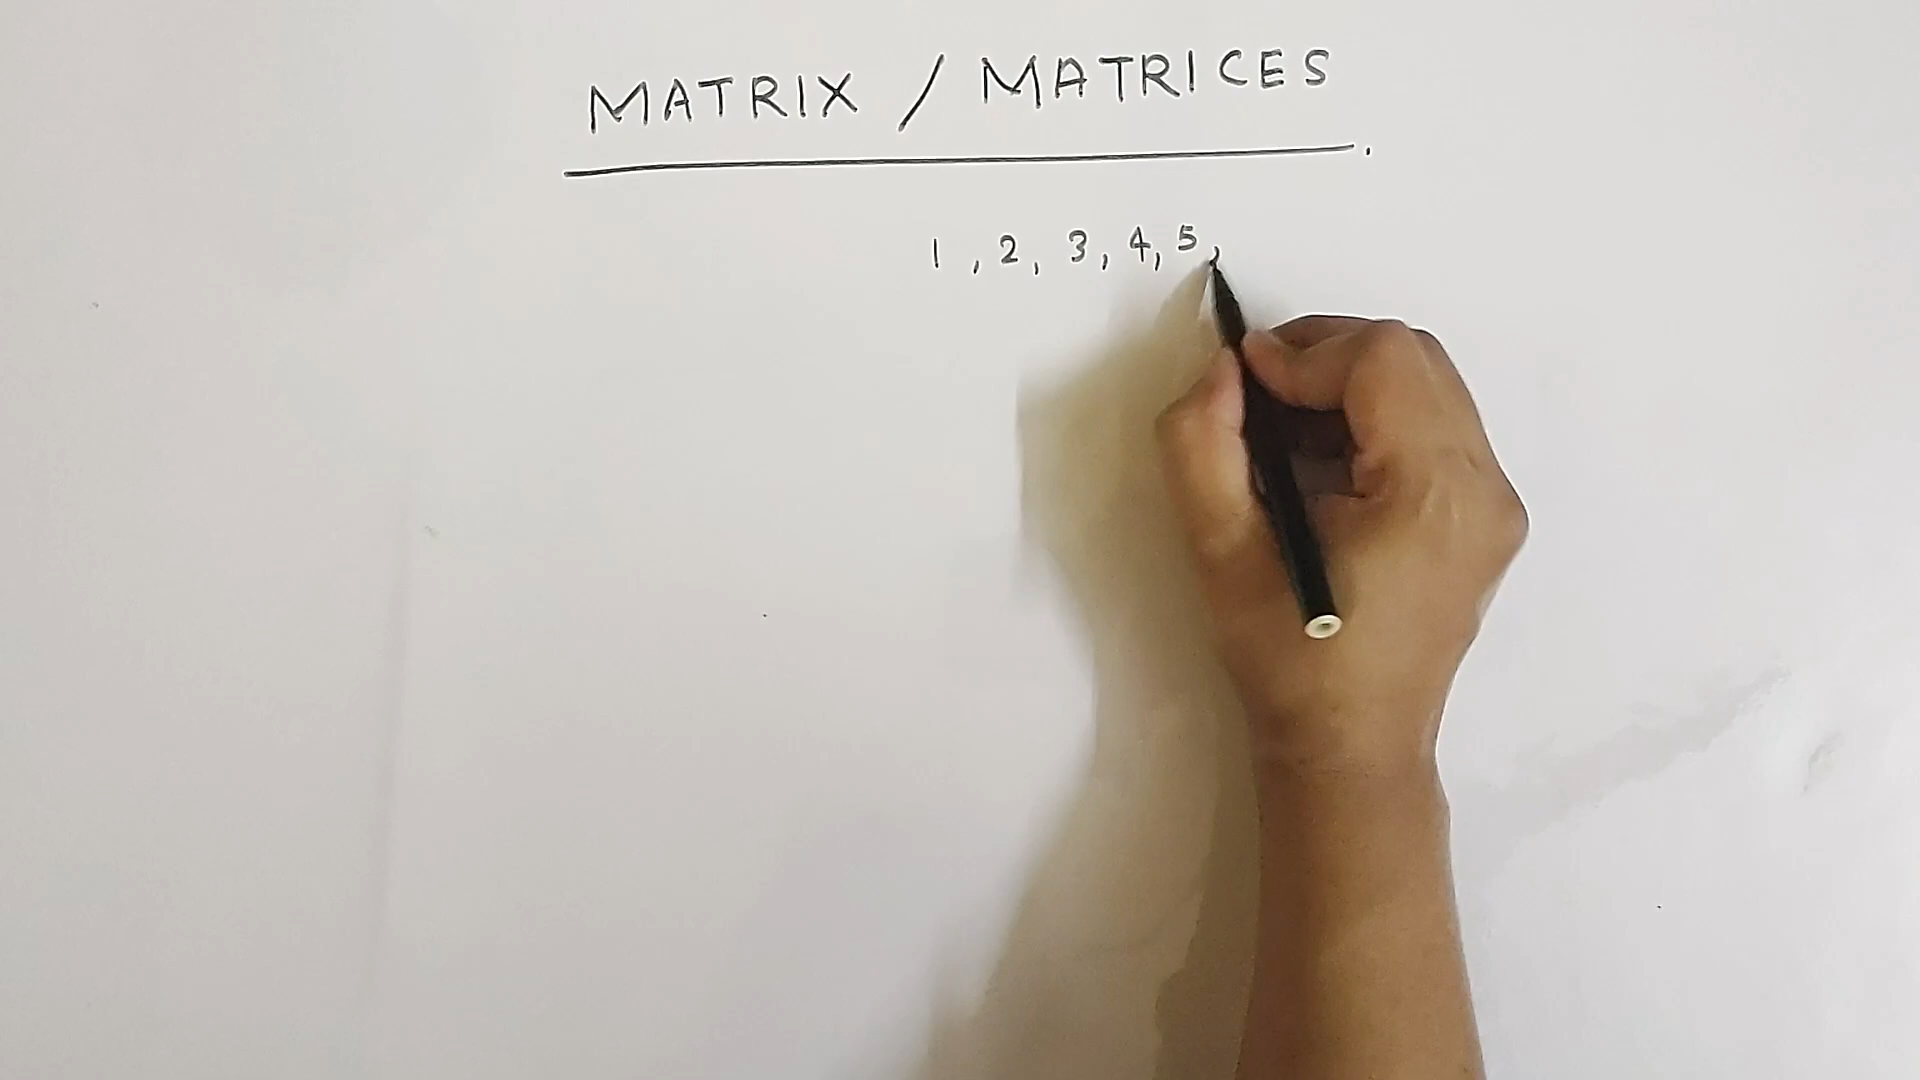 MATRIX / MATRICES.
1, 2, 3, 4, 5,